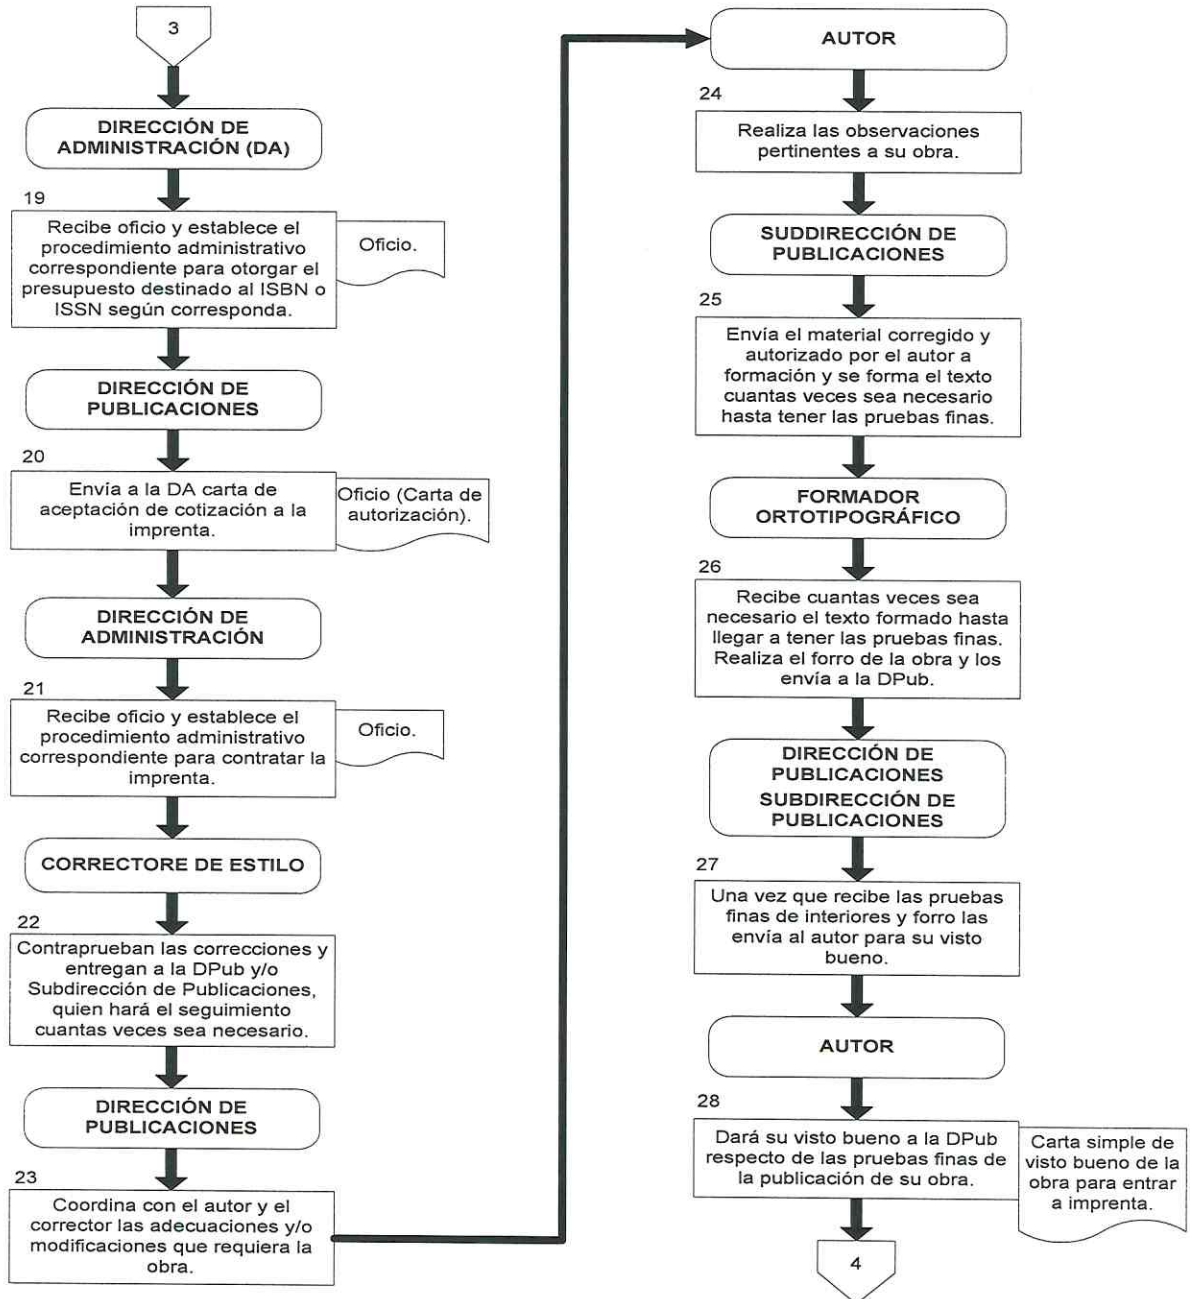 3
DIRECCIÓN DE
ADMINISTRACIÓN (DA)
19
Recibe oficio y establece el
procedimiento administrativo
correspondiente para otorgar el
presupuesto destinado al ISBN o
ISSN según corresponda.
Oficio.
DIRECCIÓN DE
PUBLICACIONES
20
Envía a la DA carta de
aceptación de cotización a la
imprenta.
Oficio (Carta de
autorización).
DIRECCIÓN DE
ADMINISTRACIÓN
21
Recibe oficio y establece el
procedimiento administrativo
correspondiente para contratar la
imprenta.
Oficio.
CORRECTORE DE ESTILO
22
Contraprueban las correcciones y
entregan a la DPub y/o
Subdirección de Publicaciones,
quien hará el seguimiento
cuantas veces sea necesario.
DIRECCIÓN DE
PUBLICACIONES
23
Coordina con el autor y el
corrector las adecuaciones y/o
modificaciones que requiera la
obra.
AUTOR
24
Realiza las observaciones
pertinentes a su obra.
SUDDIRECCIÓN DE
PUBLICACIONES
25
Envía el material corregido y
autorizado por el autor a
formación y se forma el texto
cuantas veces sea necesario
hasta tener las pruebas finas.
FORMADOR
ORTOTIPOGRÁFICO
26
Recibe cuantas veces sea
necesario el texto formado hasta
llegar a tener las pruebas finas.
Realiza el forro de la obra y los
envía a la DPub.
DIRECCIÓN DE
PUBLICACIONES
SUBDIRECCIÓN DE
PUBLICACIONES
27
Una vez que recibe las pruebas
finas de interiores y forro las
envía al autor para su visto
bueno.
AUTOR
28
Dará su visto bueno a la DPub
respecto de las pruebas finas de
la publicación de su obra.
Carta simple de
visto bueno de la
obra para entrar
a imprenta.
4